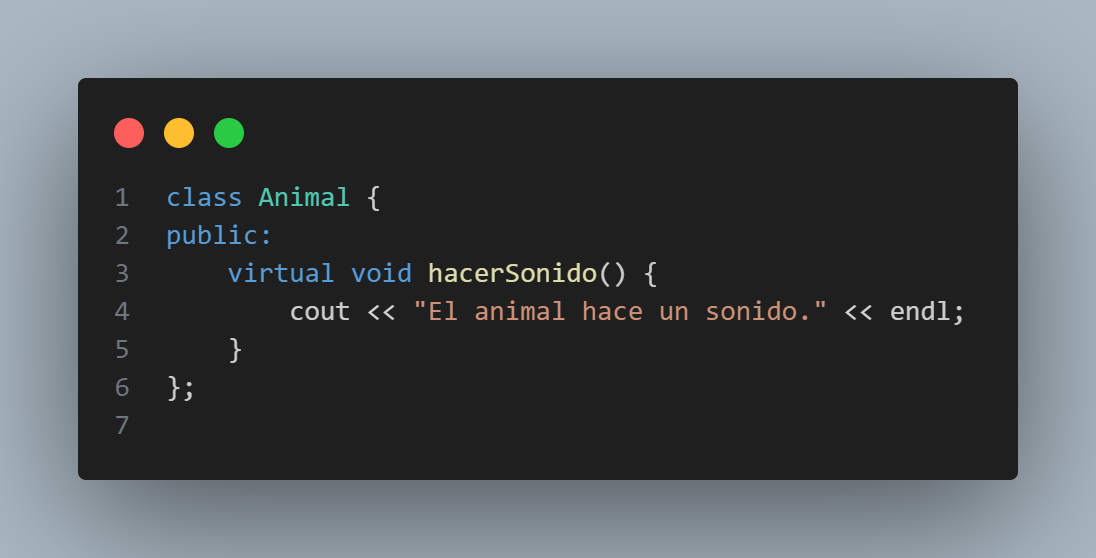 1 class Animal {
2 public:
3     virtual void hacerSonido() {
4         cout << "El animal hace un sonido." << endl;
5     }
6 };
7